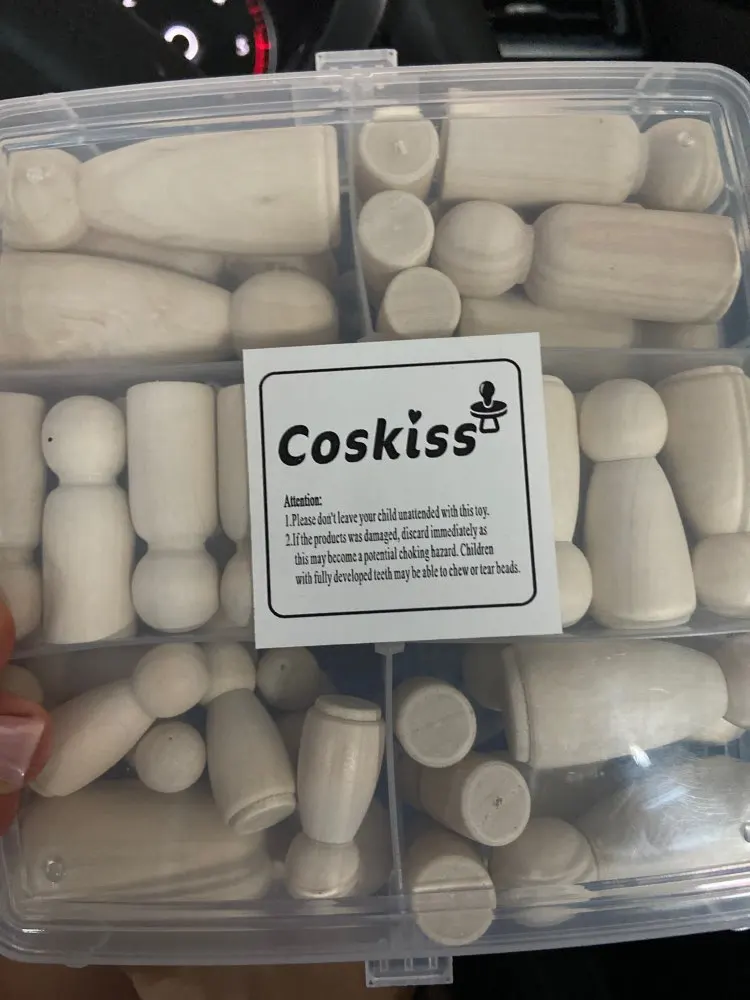 Coskiss
Attention:
1.Please don't leave your child unattended with this toy.
2.If the products was damaged, discard immediately as
this may become a potential choking hazard. Children
with fully developed teeth may be able to chew or tear beads.